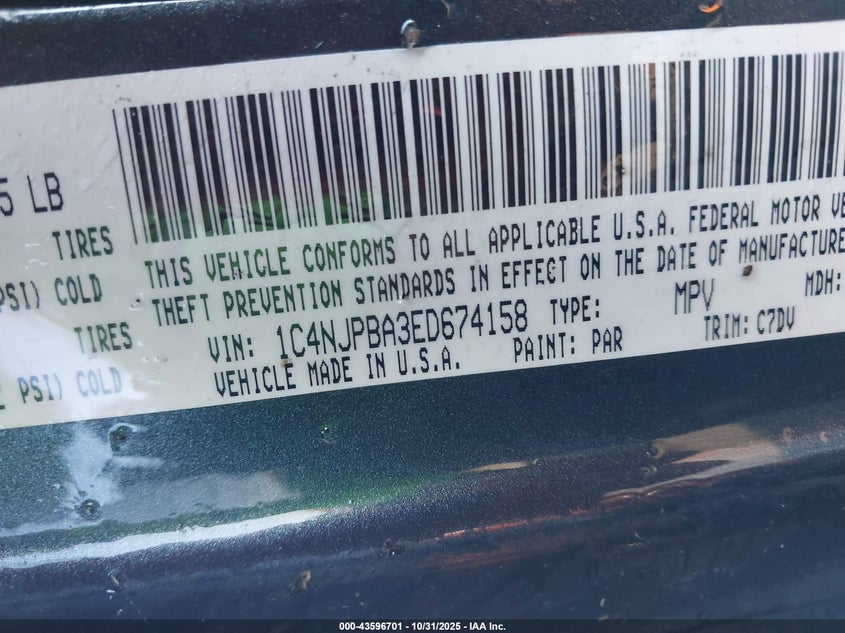 5 LB
TIRES
PSI) COLD
TIRES
PSI) COLD
THIS VEHICLE CONFORMS TO ALL APPLICABLE U.S.A. FEDERAL MOTOR VE
THEFT PREVENTION STANDARDS IN EFFECT ON THE DATE OF MANUFACTURE
VIN: 1C4NJPBA3ED674158 TYPE: MPV MDH:
VEHICLE MADE IN U.S.A. PAINT: PAR TRIM: C7DV
000-43596701 - 10/31/2025 - IAA Inc.